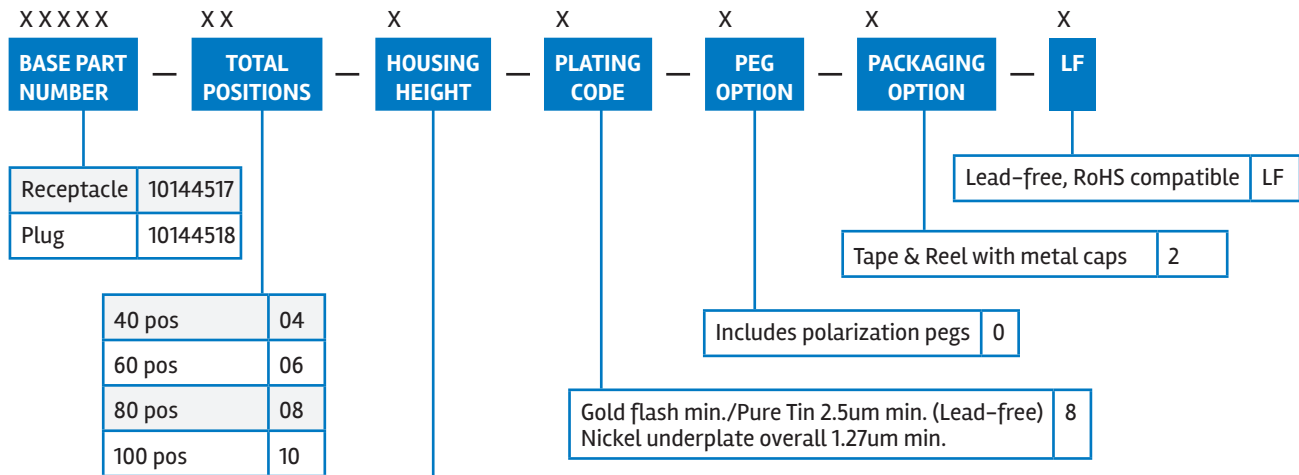 X X X X X X X X X X X X
BASE PART NUMBER — TOTAL POSITIONS — HOUSING HEIGHT — PLATING CODE — PEG OPTION — PACKAGING OPTION — LF
Receptacle 10144517
Plug 10144518
Lead-free, RoHS compatible LF
Tape & Reel with metal caps 2
40 pos 04
60 pos 06
80 pos 08
100 pos 10
Includes polarization pegs 0
Gold flash min./Pure Tin 2.5um min. (Lead-free) 8
Nickel underplate overall 1.27um min.